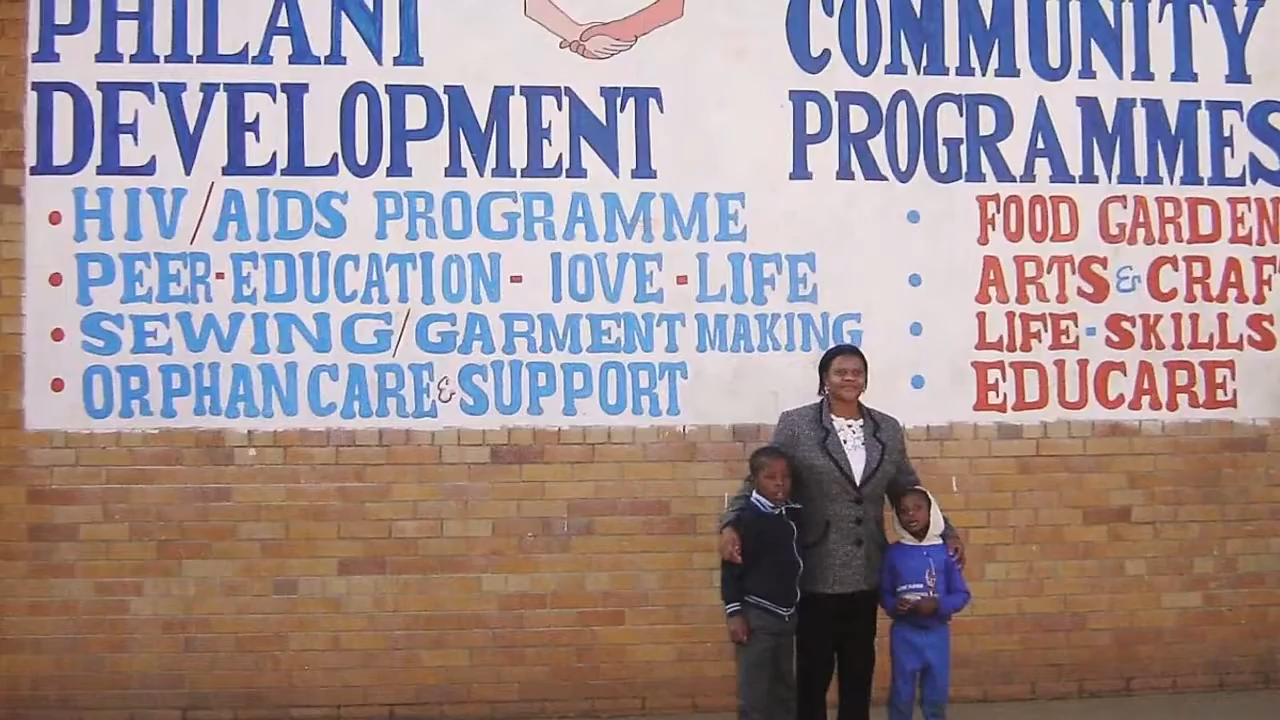 PHILANI
DEVELOPMENT
• HIV/AIDS PROGRAMME
• PEER-EDUCATION- lOVE-LIFE
• SEWING/GARMENT MAKING
• ORPHAN CARE & SUPPORT
COMMUNITY
PROGRAMMES
• FOOD GARDEN
• ARTS & CRAF
• LIFE-SKILLS
• EDUCARE